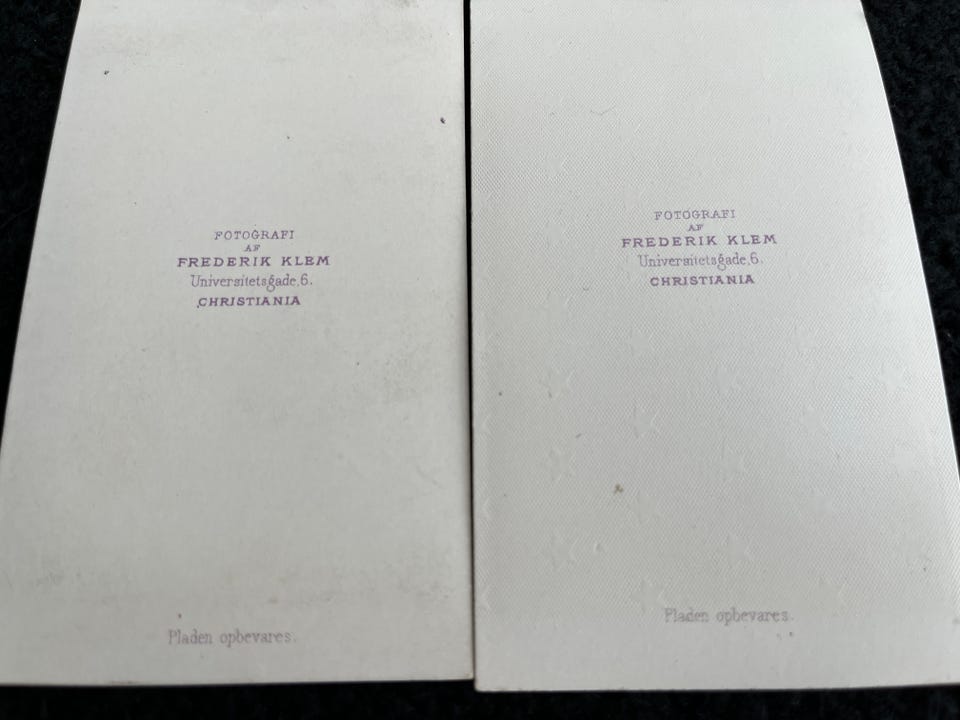 FOTOGRAFI
AF
FREDERIK KLEM
Universitetsgade, 6.
CHRISTIANIA
Pladen opbevares.
FOTOGRAFI
AF
FREDERIK KLEM
Universitetsgade, 6.
CHRISTIANIA
Pladen opbevares.